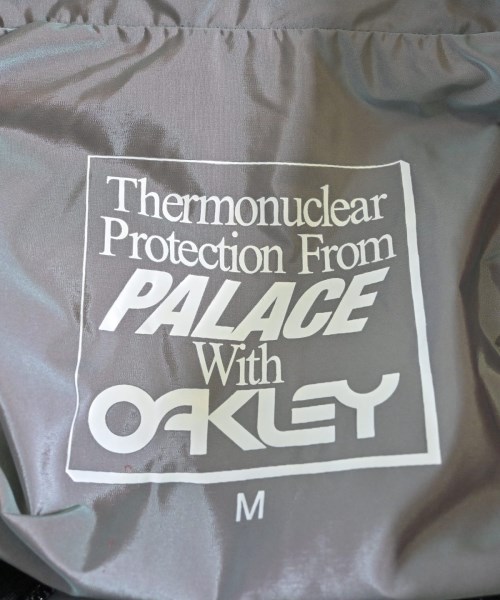 Thermonuclear
Protection From
PALACE
With
OAKLEY
M